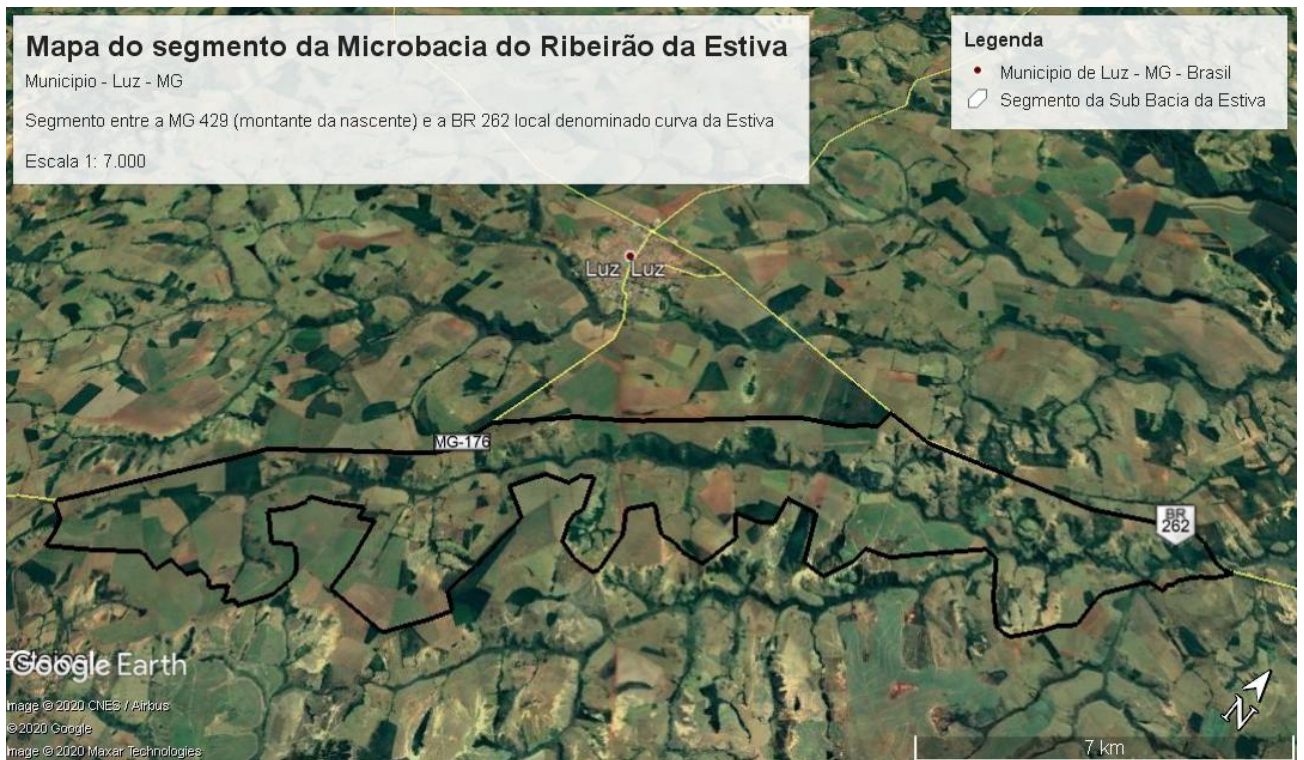 Mapa do segmento da Microbacia do Ribeirão da Estiva
Municipio - Luz - MG
Segmento entre a MG 429 (montante da nascente) e a BR 262 local denominado curva da Estiva
Escala 1: 7.000
Legenda
Municipio de Luz - MG - Brasil
Segmento da Sub Bacia da Estiva
Luz Luz
MG-176
BR
262
Google Earth
Image © 2020 CNES / Airbus
© 2020 Google
Image © 2020 Maxar Technologies
N
7 km